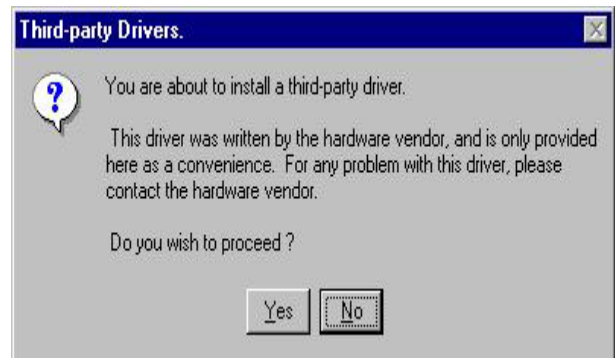 Third-party Drivers.
?
You are about to install a third-party driver.
This driver was written by the hardware vendor, and is only provided
here as a convenience. For any problem with this driver, please
contact the hardware vendor.
Do you wish to proceed ?
Yes
No